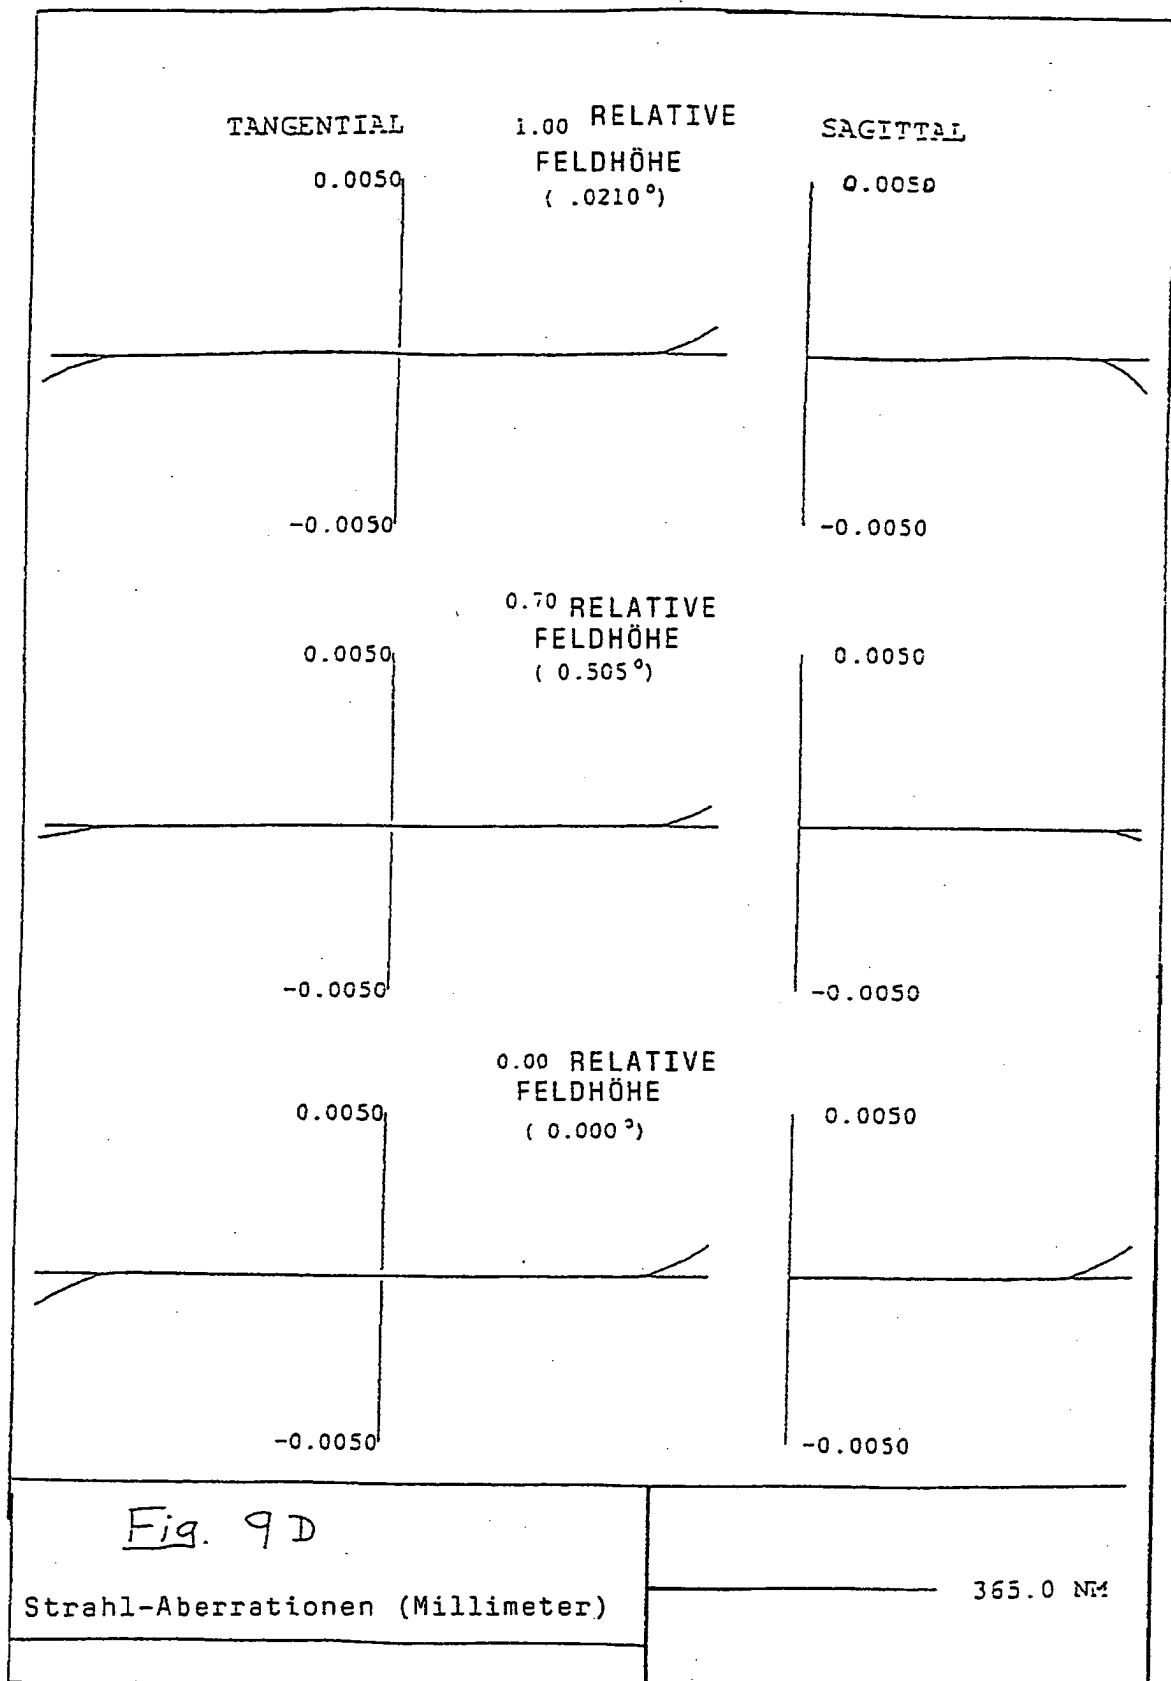 TANGENTIAL
1.00 RELATIVE
FELDHÖHE
( .0210°)
SAGITTAL
0.0050
0.0050
-0.0050
-0.0050
0.70 RELATIVE
FELDHÖHE
( 0.505°)
0.0050
0.0050
-0.0050
-0.0050
0.00 RELATIVE
FELDHÖHE
( 0.000°)
0.0050
0.0050
-0.0050
-0.0050
Fig. 9D
Strahl-Aberrationen (Millimeter)
365.0 NM